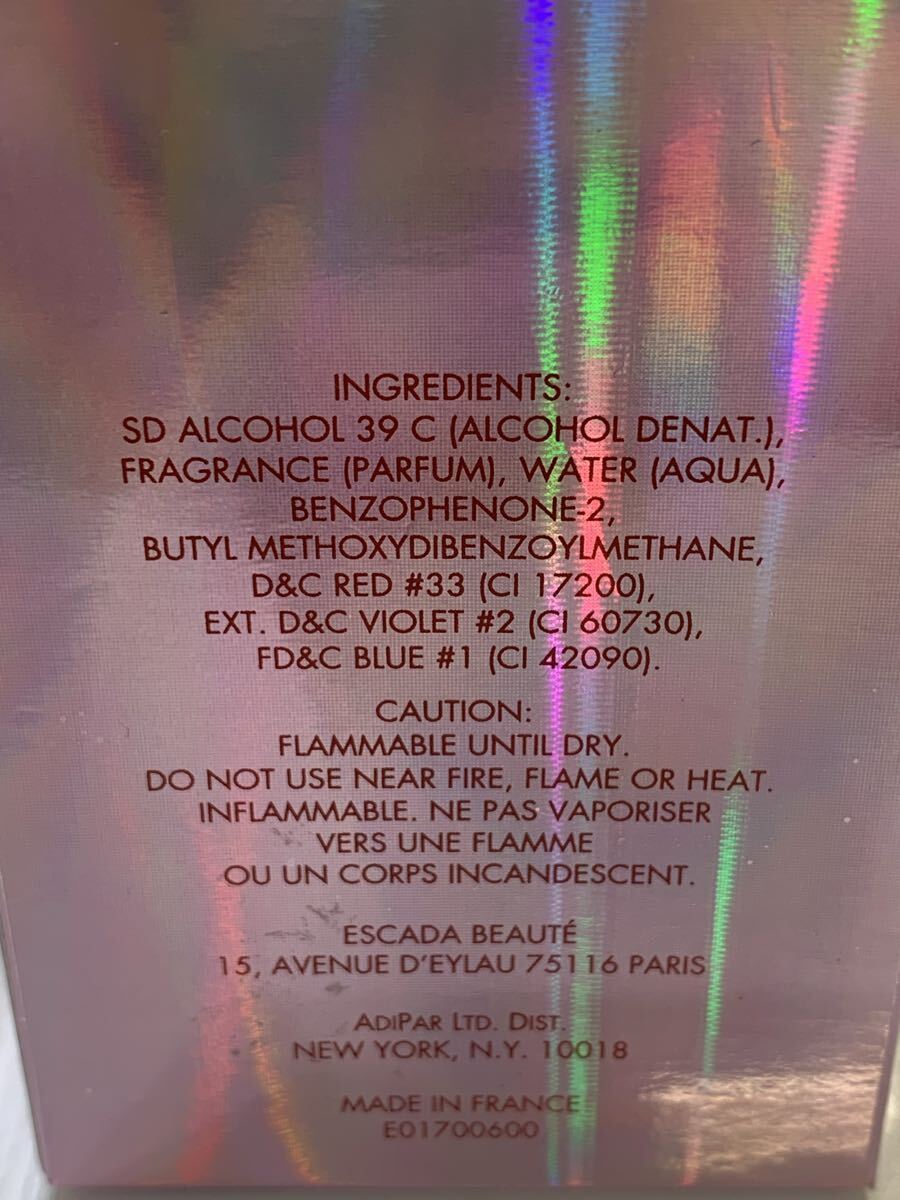 INGREDIENTS:
SD ALCOHOL 39 C (ALCOHOL DENAT.),
FRAGRANCE (PARFUM), WATER (AQUA),
BENZOPHENONE-2,
BUTYL METHOXYDIBENZOYLMETHANE,
D&C RED #33 (CI 17200),
EXT. D&C VIOLET #2 (CI 60730),
FD&C BLUE #1 (CI 42090).
CAUTION:
FLAMMABLE UNTIL DRY.
DO NOT USE NEAR FIRE, FLAME OR HEAT.
INFLAMMABLE. NE PAS VAPORISER
VERS UNE FLAMME
OU UN CORPS INCANDESCENT.
ESCADA BEAUTÉ
15, AVENUE D'EYLAU 75116 PARIS
ADIPAR LTD. DIST.
NEW YORK, N.Y. 10018
MADE IN FRANCE
E01700600